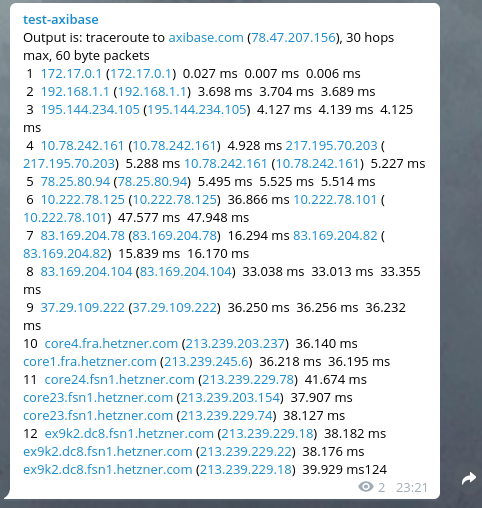 test-axibase
Output is: traceroute to axibase.com (78.47.207.156), 30 hops
max, 60 byte packets
1 172.17.0.1 (172.17.0.1) 0.027 ms 0.007 ms 0.006 ms
2 192.168.1.1 (192.168.1.1) 3.698 ms 3.704 ms 3.689 ms
3 195.144.234.105 (195.144.234.105) 4.127 ms 4.139 ms 4.125
ms
4 10.78.242.161 (10.78.242.161) 4.928 ms 217.195.70.203 (
217.195.70.203) 5.288 ms 10.78.242.161 (10.78.242.161) 5.227 ms
5 78.25.80.94 (78.25.80.94) 5.495 ms 5.525 ms 5.514 ms
6 10.222.78.125 (10.222.78.125) 36.866 ms 10.222.78.101 (
10.222.78.101) 47.577 ms 47.948 ms
7 83.169.204.78 (83.169.204.78) 16.294 ms 83.169.204.82 (
83.169.204.82) 15.839 ms 16.170 ms
8 83.169.204.104 (83.169.204.104) 33.038 ms 33.013 ms 33.355
ms
9 37.29.109.222 (37.29.109.222) 36.250 ms 36.256 ms 36.232
ms
10 core4.fra.hetzner.com (213.239.203.237) 36.140 ms
core1.fra.hetzner.com (213.239.245.6) 36.218 ms 36.195 ms
11 core24.fsn1.hetzner.com (213.239.229.78) 41.674 ms
core23.fsn1.hetzner.com (213.239.203.154) 37.907 ms
core23.fsn1.hetzner.com (213.239.229.74) 38.127 ms
12 ex9k2.dc8.fsn1.hetzner.com (213.239.229.18) 38.182 ms
ex9k2.dc8.fsn1.hetzner.com (213.239.229.22) 38.176 ms
ex9k2.dc8.fsn1.hetzner.com (213.239.229.18) 39.929 ms124
2 23:21